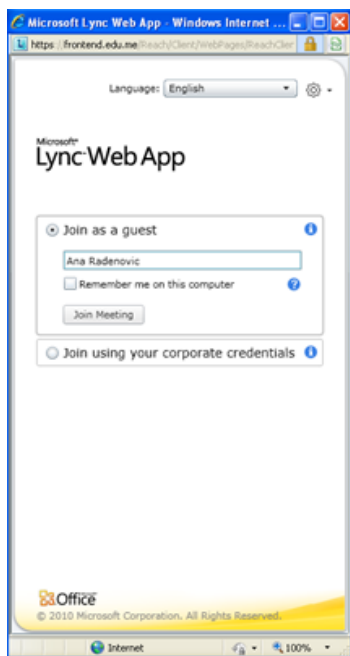 Microsoft Lync Web App - Windows Internet ...
https://frontend.edu.me/Reach/Client/WebPages/ReachClier
Language: English
Microsoft®
Lync Web App
Join as a guest
Ana Radenovic
Remember me on this computer
Join Meeting
Join using your corporate credentials
Office
© 2010 Microsoft Corporation. All Rights Reserved.
Internet 100%